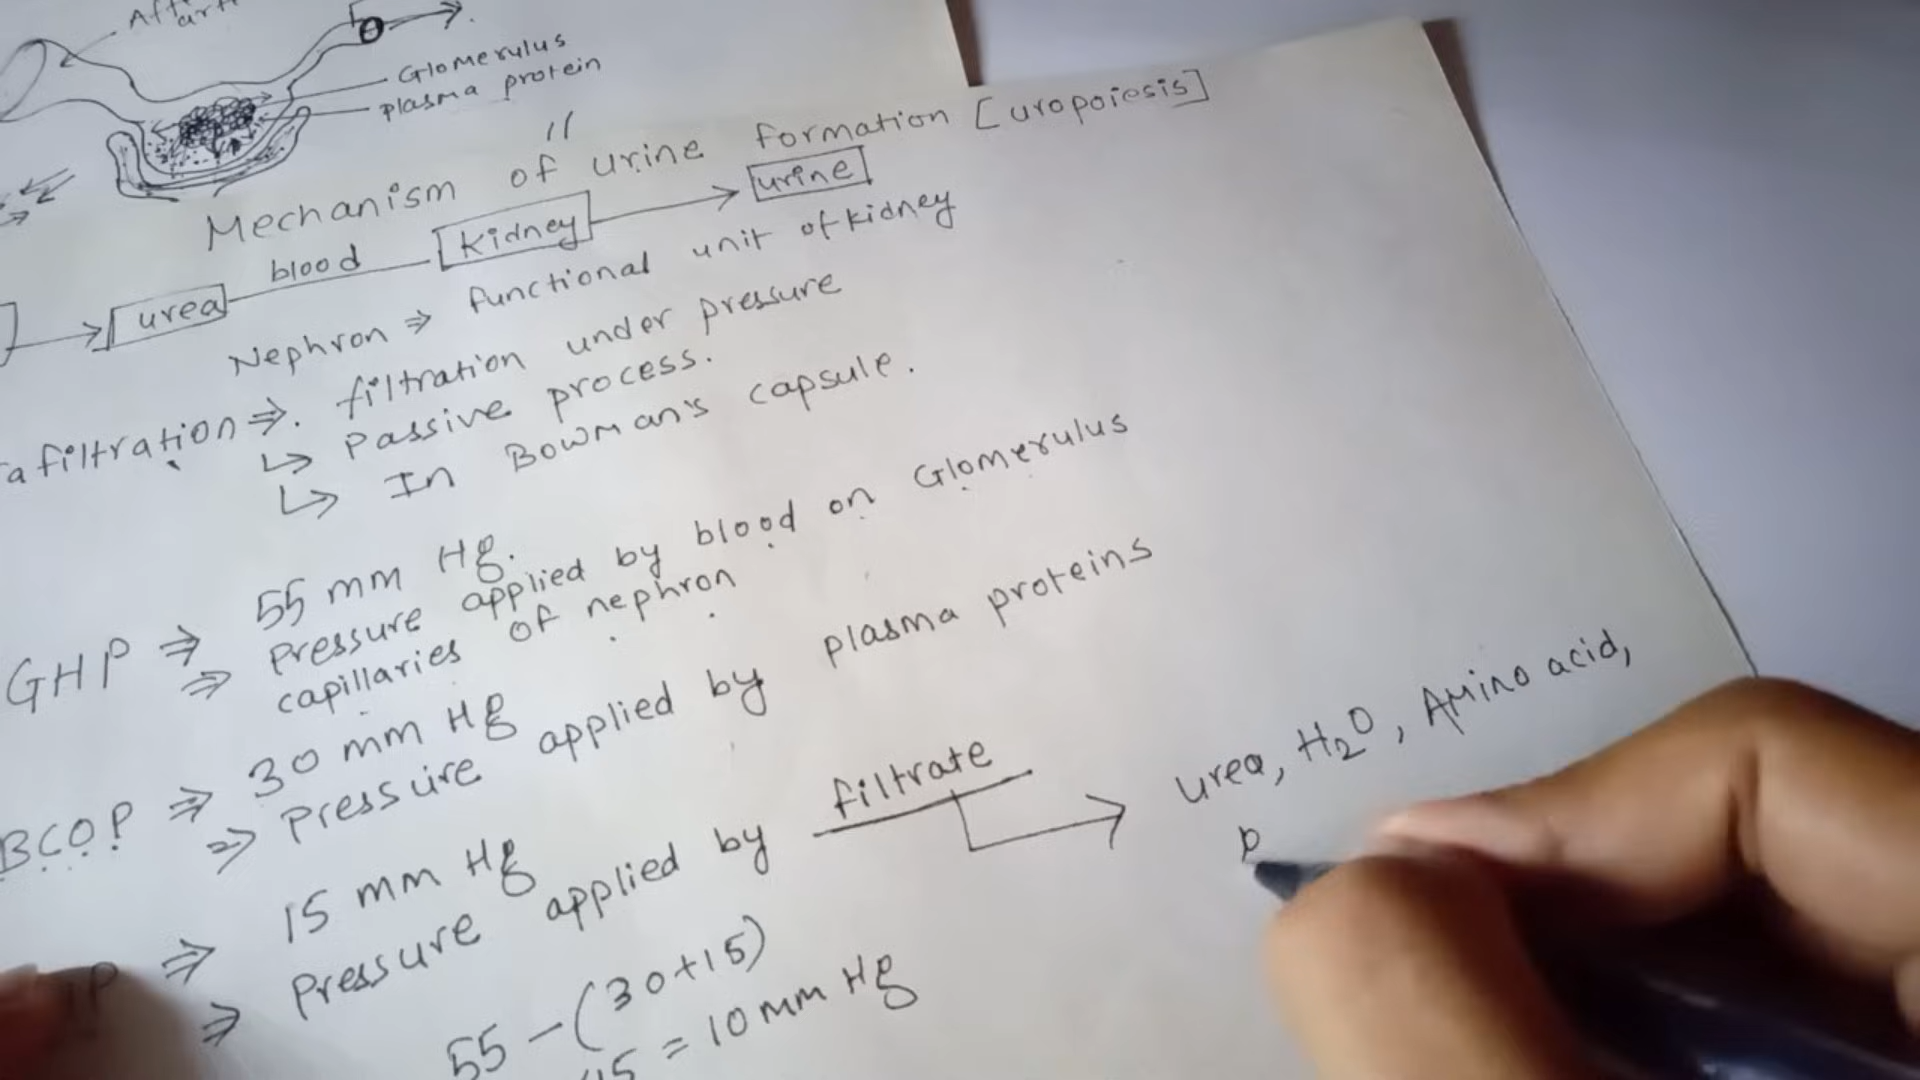 Glomerulus
plasma protein
Mechanism of urine formation [uropoiesis]
urea blood kidney urine
Nephron ⇒ functional unit of kidney
afiltration ⇒. filtration under pressure
↳ Passive process.
↳ In Bowman's capsule.
GHP ⇒ 55 mm Hg.
⇒ Pressure applied by blood on Glomerulus
capillaries of nephron
BCOP ⇒ 30 mm Hg
⇒ Pressure applied by plasma proteins
P ⇒ 15 mm Hg
⇒ Pressure applied by filtrate → urea, H₂O, Amino acid,
P
55 - (30+15)
45 = 10 mm Hg